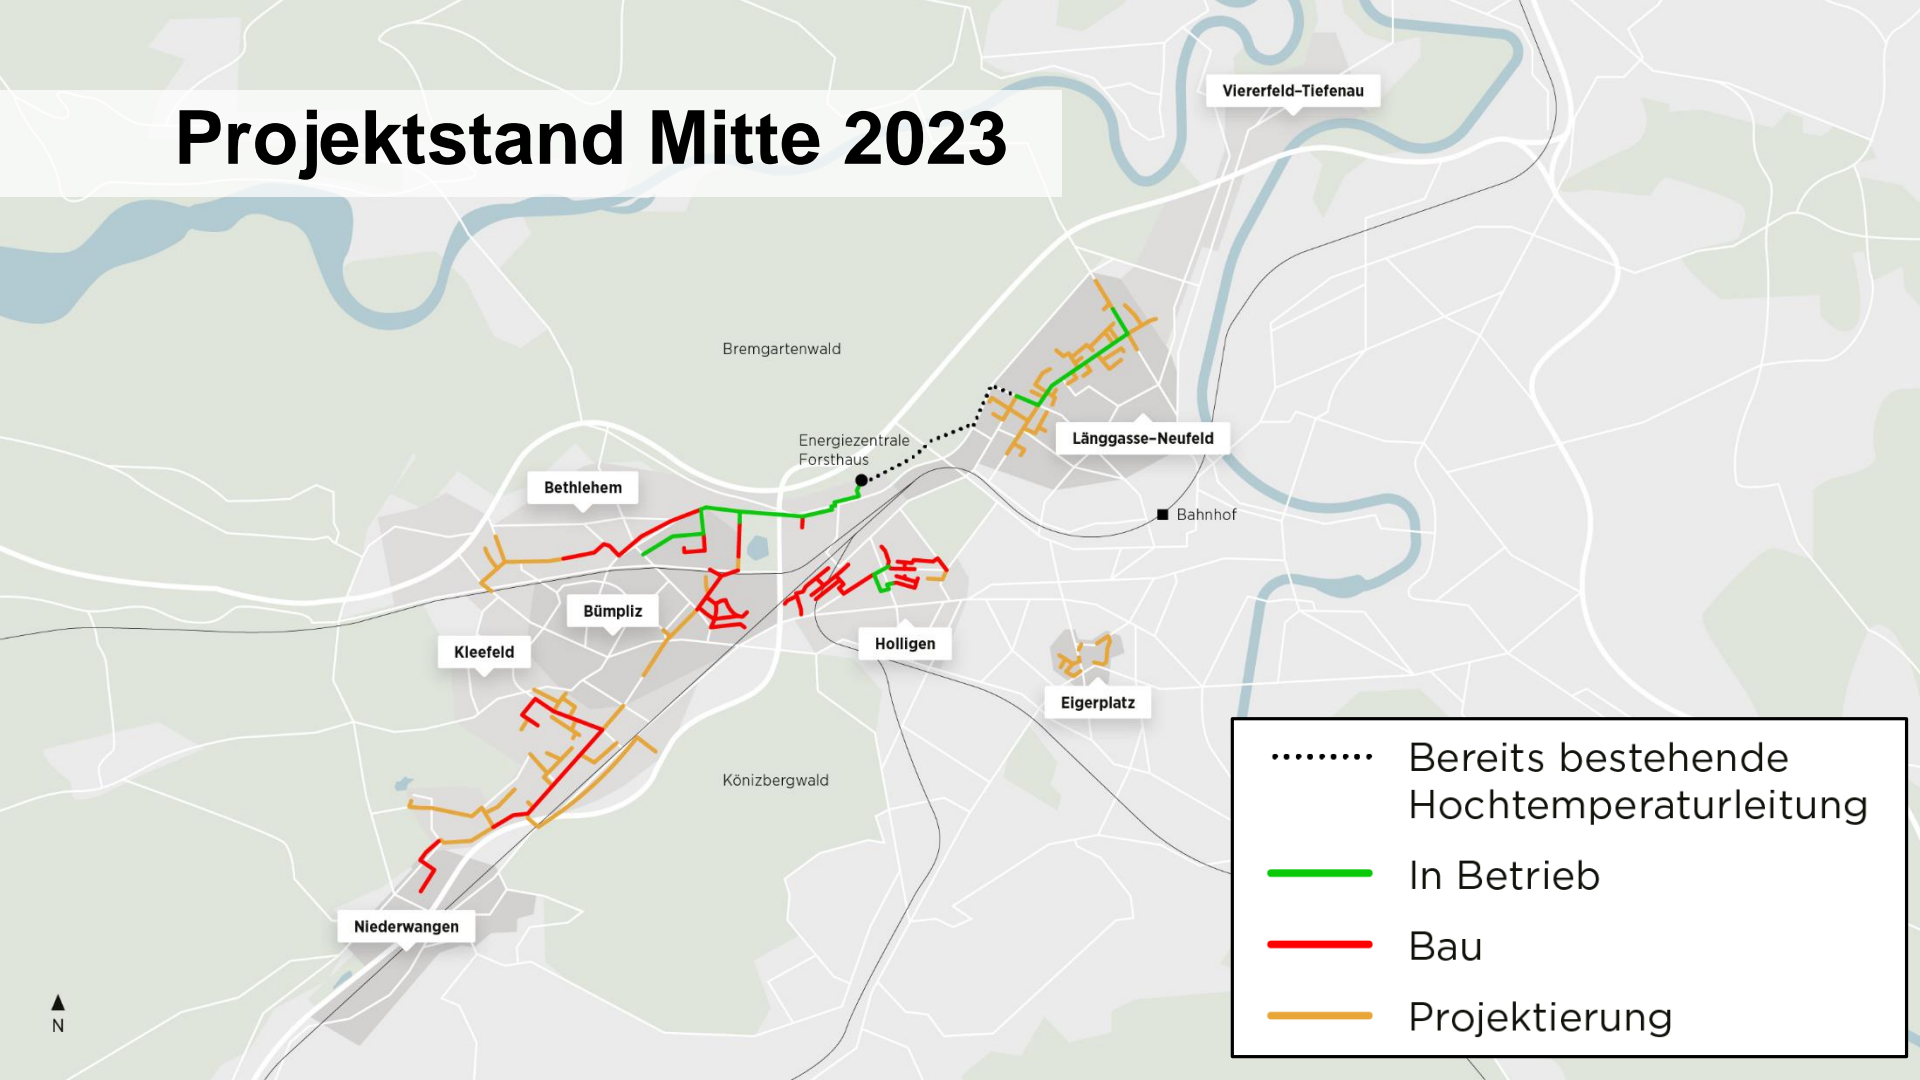 Projektstand Mitte 2023
Viererfeld–Tiefenau
Bremgartenwald
Energiezentrale
Forsthaus
Länggasse–Neufeld
Bethlehem
Bahnhof
Bümpliz
Kleefeld
Holligen
Eigerplatz
Könizbergwald
Niederwangen
N
Bereits bestehende
Hochtemperaturleitung
In Betrieb
Bau
Projektierung